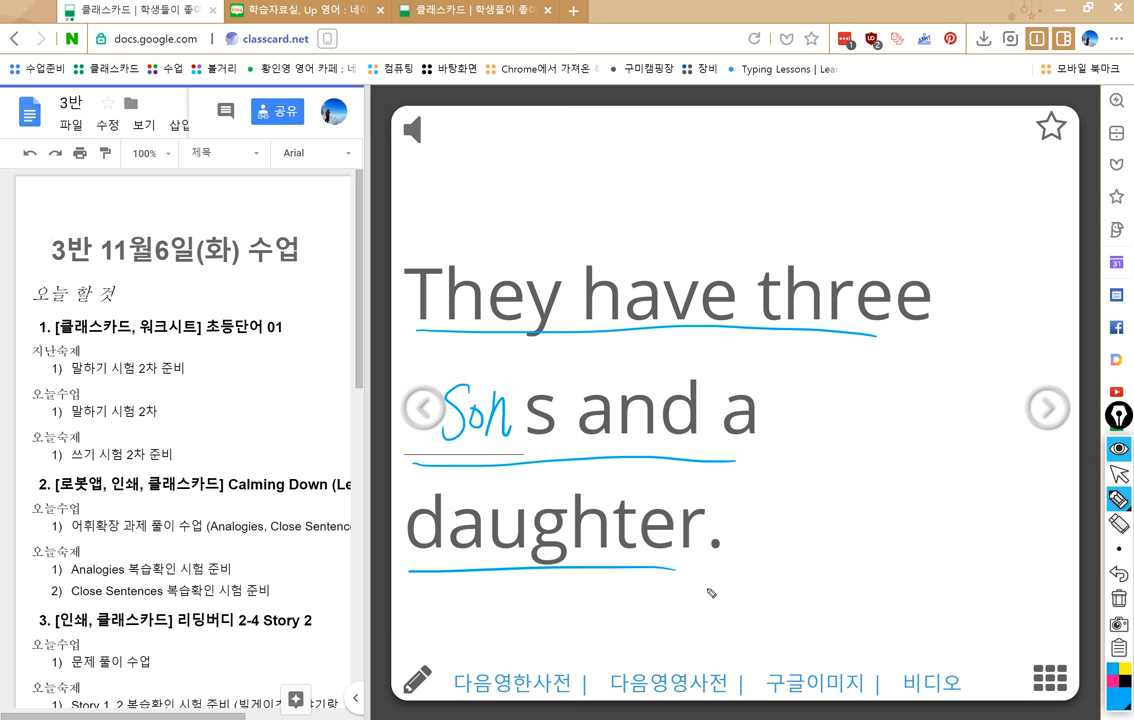 클래스카드 | 학생들이 좋아
학습자료실, Up 영어 : 네이
클래스카드 | 학생들이 좋아
docs.google.com | classcard.net
수업준비 클래스카드 수업 볼거리 황인영 영어 카페 : 네 컴퓨팅 바탕화면 Chrome에서 가져온 구미캠핑장 장비 Typing Lessons | Lear 모바일 북마크
3반
파일 수정 보기 삽입
공유
100% 제목 Arial
3반 11월6일(화) 수업
오늘 할 것
1. [클래스카드, 워크시트] 초등단어 01
지난숙제
1) 말하기 시험 2차 준비
오늘수업
1) 말하기 시험 2차
오늘숙제
1) 쓰기 시험 2차 준비
2. [로봇앱, 인쇄, 클래스카드] Calming Down (Le
오늘수업
1) 어휘확장 과제 풀이 수업 (Analogies, Close Sentenc
오늘숙제
1) Analogies 복습확인 시험 준비
2) Close Sentences 복습확인 시험 준비
3. [인쇄, 클래스카드] 리딩버디 2-4 Story 2
오늘수업
1) 문제 풀이 수업
오늘숙제
1) Story 1, 2 복습확인 시험 준비
They have three
Son s and a
daughter.
다음영한사전 | 다음영영사전 | 구글이미지 | 비디오